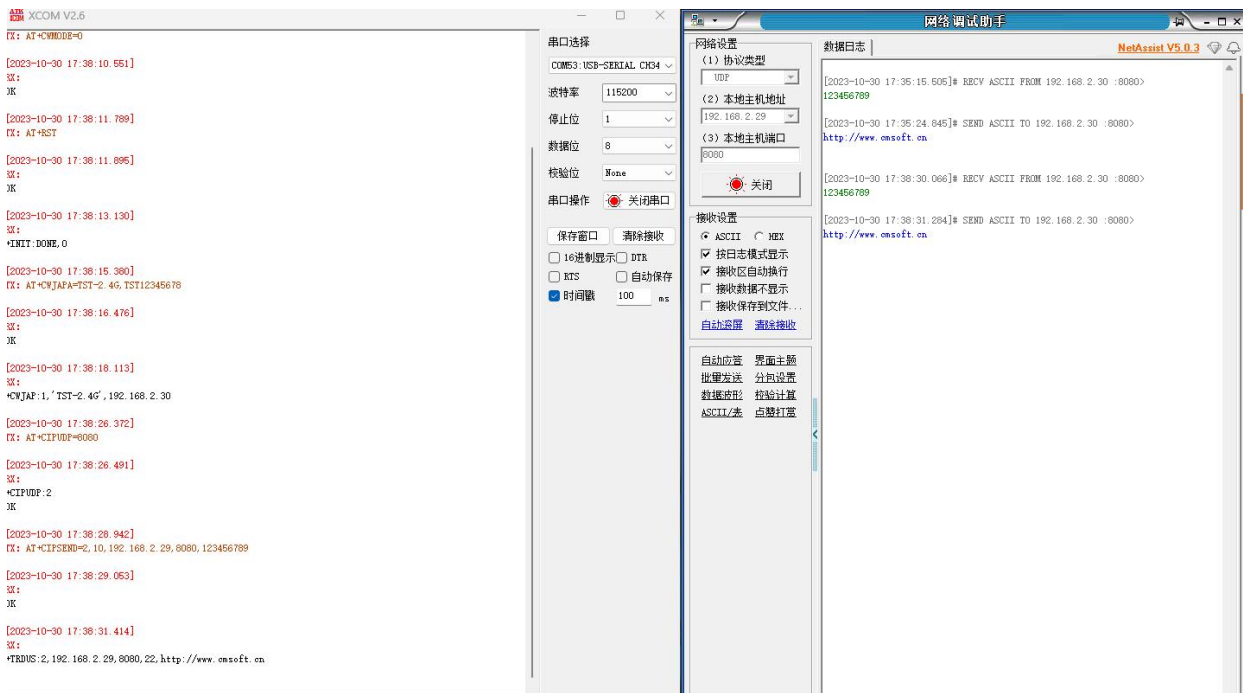 XCOM V2.6
TX: AT+CWMODE=0
[2023-10-30 17:38:10.551]
RX:
OK
[2023-10-30 17:38:11.789]
TX: AT+RST
[2023-10-30 17:38:11.895]
RX:
OK
[2023-10-30 17:38:13.130]
RX:
+INIT:DONE,0
[2023-10-30 17:38:15.380]
TX: AT+CWJAPA=TST-2.4G,TST12345678
[2023-10-30 17:38:16.476]
RX:
OK
[2023-10-30 17:38:18.113]
RX:
+CWJAP:1,'TST-2.4G',192.168.2.30
[2023-10-30 17:38:26.372]
TX: AT+CIPUDP=8080
[2023-10-30 17:38:26.491]
RX:
+CIPUDP:2
OK
[2023-10-30 17:38:28.942]
TX: AT+CIPSEND=2,10,192.168.2.29,8080,123456789
[2023-10-30 17:38:29.053]
RX:
OK
[2023-10-30 17:38:31.414]
RX:
+TRDUS:2,192.168.2.29,8080,22,http://www.cmsoft.cn
串口选择
COM53:USB-SERIAL CH34
波特率 115200
停止位 1
数据位 8
校验位 None
串口操作 关闭串口
保存窗口 清除接收
16进制显示 DTR
RTS 自动保存
时间戳 100 ms
网络调试助手
网络设置
(1) 协议类型
UDP
(2) 本地主机地址
192.168.2.29
(3) 本地主机端口
8080
关闭
接收设置
ASCII HEX
按日志模式显示
接收区自动换行
接收数据不显示
接收保存到文件...
自动滚屏 清除接收
自动应答 界面主题
批量发送 分包设置
数据波形 校验计算
ASCII/表 点赞打赏
数据日志
NetAssist V5.0.3
[2023-10-30 17:35:15.505]# RECV ASCII FROM 192.168.2.30 :8080>
123456789
[2023-10-30 17:35:24.845]# SEND ASCII TO 192.168.2.30 :8080>
http://www.cmsoft.cn
[2023-10-30 17:38:30.066]# RECV ASCII FROM 192.168.2.30 :8080>
123456789
[2023-10-30 17:38:31.284]# SEND ASCII TO 192.168.2.30 :8080>
http://www.cmsoft.cn